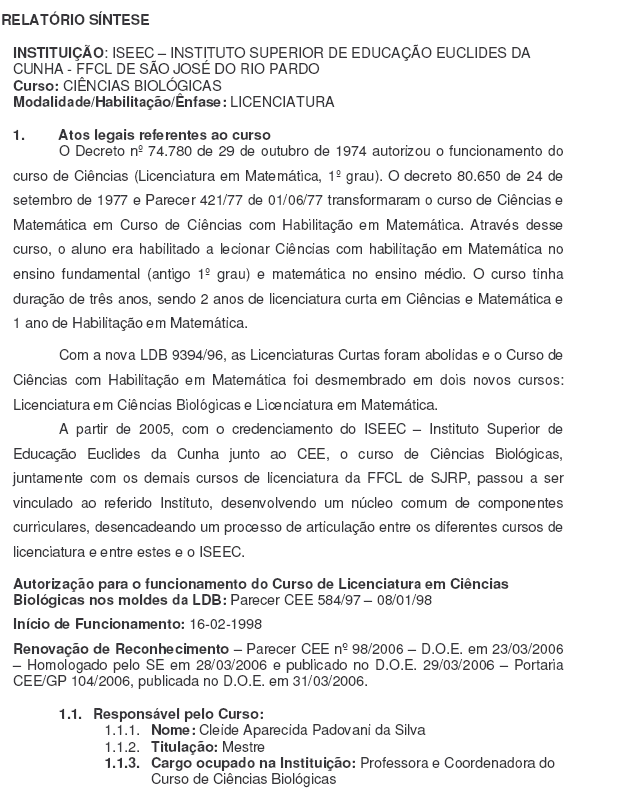 RELATÓRIO SÍNTESE
INSTITUIÇÃO: ISEEC – INSTITUTO SUPERIOR DE EDUCAÇÃO EUCLIDES DA
CUNHA - FFCL DE SÃO JOSÉ DO RIO PARDO
Curso: CIÊNCIAS BIOLÓGICAS
Modalidade/Habilitação/Ênfase: LICENCIATURA
1. Atos legais referentes ao curso
O Decreto nº 74.780 de 29 de outubro de 1974 autorizou o funcionamento do
curso de Ciências (Licenciatura em Matemática, 1º grau). O decreto 80.650 de 24 de
setembro de 1977 e Parecer 421/77 de 01/06/77 transformaram o curso de Ciências e
Matemática em Curso de Ciências com Habilitação em Matemática. Através desse
curso, o aluno era habilitado a lecionar Ciências com habilitação em Matemática no
ensino fundamental (antigo 1º grau) e matemática no ensino médio. O curso tinha
duração de três anos, sendo 2 anos de licenciatura curta em Ciências e Matemática e
1 ano de Habilitação em Matemática.
Com a nova LDB 9394/96, as Licenciaturas Curtas foram abolidas e o Curso de
Ciências com Habilitação em Matemática foi desmembrado em dois novos cursos:
Licenciatura em Ciências Biológicas e Licenciatura em Matemática.
A partir de 2005, com o credenciamento do ISEEC – Instituto Superior de
Educação Euclides da Cunha junto ao CEE, o curso de Ciências Biológicas,
juntamente com os demais cursos de licenciatura da FFCL de SJRP, passou a ser
vinculado ao referido Instituto, desenvolvendo um núcleo comum de componentes
curriculares, desencadeando um processo de articulação entre os diferentes cursos de
licenciatura e entre estes e o ISEEC.
Autorização para o funcionamento do Curso de Licenciatura em Ciências
Biológicas nos moldes da LDB: Parecer CEE 584/97 – 08/01/98
Início de Funcionamento: 16-02-1998
Renovação de Reconhecimento – Parecer CEE nº 98/2006 – D.O.E. em 23/03/2006
– Homologado pelo SE em 28/03/2006 e publicado no D.O.E. 29/03/2006 – Portaria
CEE/GP 104/2006, publicada no D.O.E. em 31/03/2006.
1.1. Responsável pelo Curso:
1.1.1. Nome: Cleide Aparecida Padovani da Silva
1.1.2. Titulação: Mestre
1.1.3. Cargo ocupado na Instituição: Professora e Coordenadora do
Curso de Ciências Biológicas